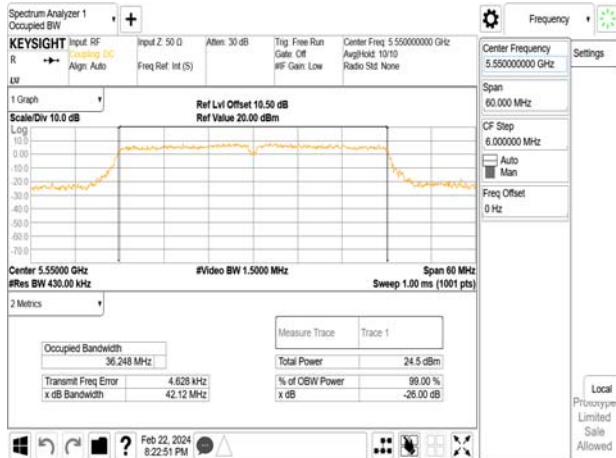 Spectrum Analyzer 1
Occupied BW
+
Frequency
KEYSIGHT Input: RF Input Z: 50 Ω Atten: 30 dB Trig: Free Run Center Freq: 5.550000000 GHz
Coupling: DC Gate: Off Avg|Hold: 10/10
R Align: Auto Freq Ref: Int (S) #IF Gain: Low Radio Std: None
LVI
Center Frequency
5.550000000 GHz
Settings
Span
60.000 MHz
CF Step
6.000000 MHz
Auto
Man
Freq Offset
0 Hz
1 Graph
Ref Lvl Offset 10.50 dB
Scale/Div 10.0 dB Ref Value 20.00 dBm
Log
10.0
0.00
-10.0
-20.0
-30.0
-40.0
-50.0
-60.0
-70.0
Center 5.55000 GHz #Video BW 1.5000 MHz Span 60 MHz
#Res BW 430.00 kHz Sweep 1.00 ms (1001 pts)
2 Metrics
Measure Trace Trace 1
Occupied Bandwidth
36.248 MHz
Total Power 24.5 dBm
Transmit Freq Error 4.628 kHz
% of OBW Power 99.00 %
x dB Bandwidth 42.12 MHz
x dB -26.00 dB
Local
Prototype
Limited
Sale
Allowed
?
Feb 22, 2024
8:22:51 PM